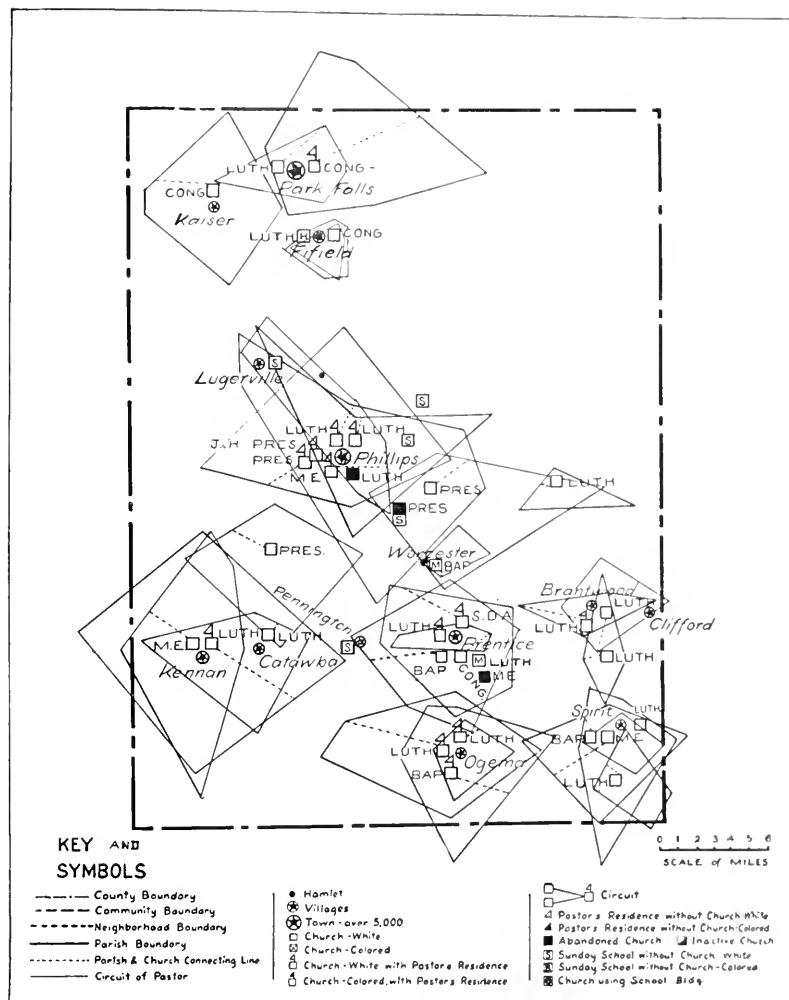 LUTH 4 CONG-
Park Falls
CONG
Kaiser
LUTH H CONG
Fifield
S
Lugerville
S
LUTH LUTH
S
J&H PRES
PRES
Phillips
M.E LUTH
PRES
LUTH
PRES
S
Worcester
M BAP
PRES.
Pennington
Brantwood
S.D.A.
LUTH
LUTH
Clifford
LUTH
LUTH
M.E
Catawba
Kennan
S
Prentice
BAP
CONG
M LUTH
M.E
LUTH
Spirit
LUTH
LUTH
LUTH
Ogema
BAP
BAP M.E
LUTH
KEY AND
SYMBOLS
0 1 2 3 4 5 6
SCALE of MILES
County Boundary
Community Boundary
Neighborhood Boundary
Parish Boundary
Parish & Church Connecting Line
Circuit of Pastor
Hamlet
Villages
Town - over 5,000
Church - White
Church - Colored
Church - White with Pastors Residence
Church - Colored, with Pastors Residence
Circuit
Pastors Residence without Church - White
Pastors Residence without Church - Colored
Abandoned Church Inactive Church
S Sunday School without Church White
Sunday School without Church - Colored
Church using School Bldg